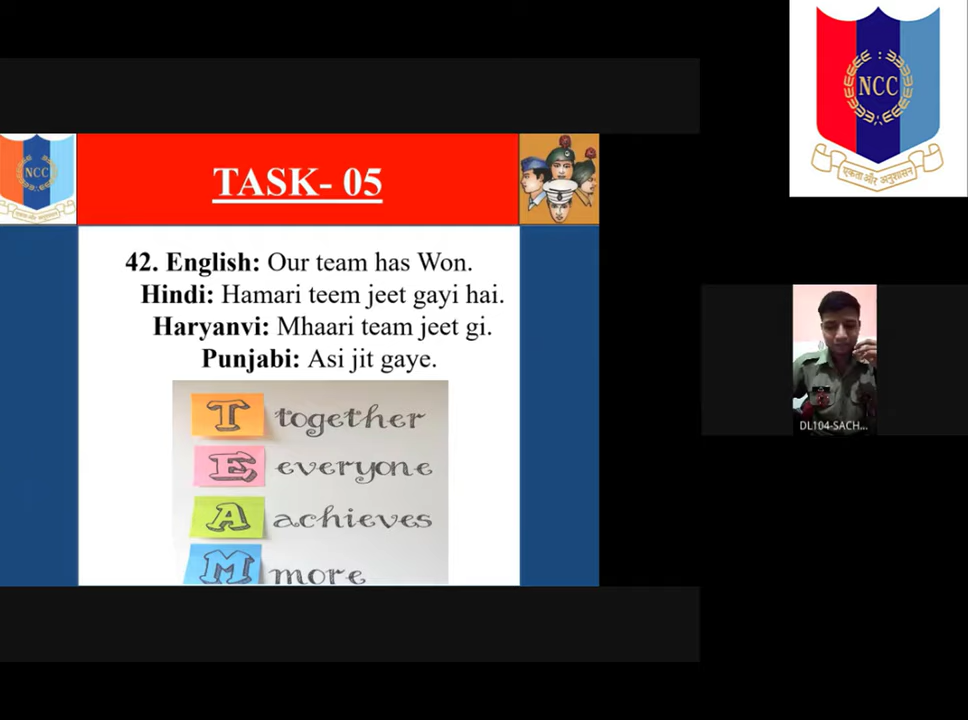 NCC
एकता और अनुशासन
NCC
TASK- 05
42. English: Our team has Won.
Hindi: Hamari teem jeet gayi hai.
Haryanvi: Mhaari team jeet gi.
Punjabi: Asi jit gaye.
T together
E everyone
A achieves
M more
DL104-SACH...